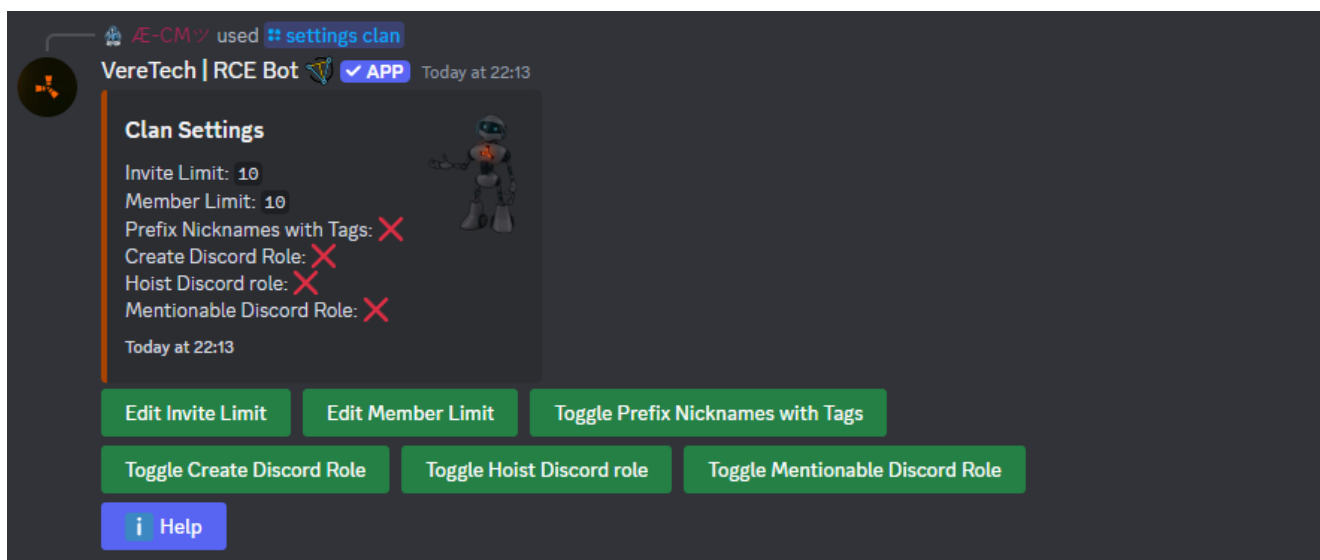 Æ-CMツ used settings clan
VereTech | RCE Bot ✓ APP Today at 22:13
Clan Settings
Invite Limit: 10
Member Limit: 10
Prefix Nicknames with Tags: ❌
Create Discord Role: ❌
Hoist Discord role: ❌
Mentionable Discord Role: ❌
Today at 22:13
Edit Invite Limit
Edit Member Limit
Toggle Prefix Nicknames with Tags
Toggle Create Discord Role
Toggle Hoist Discord role
Toggle Mentionable Discord Role
ℹ️ Help